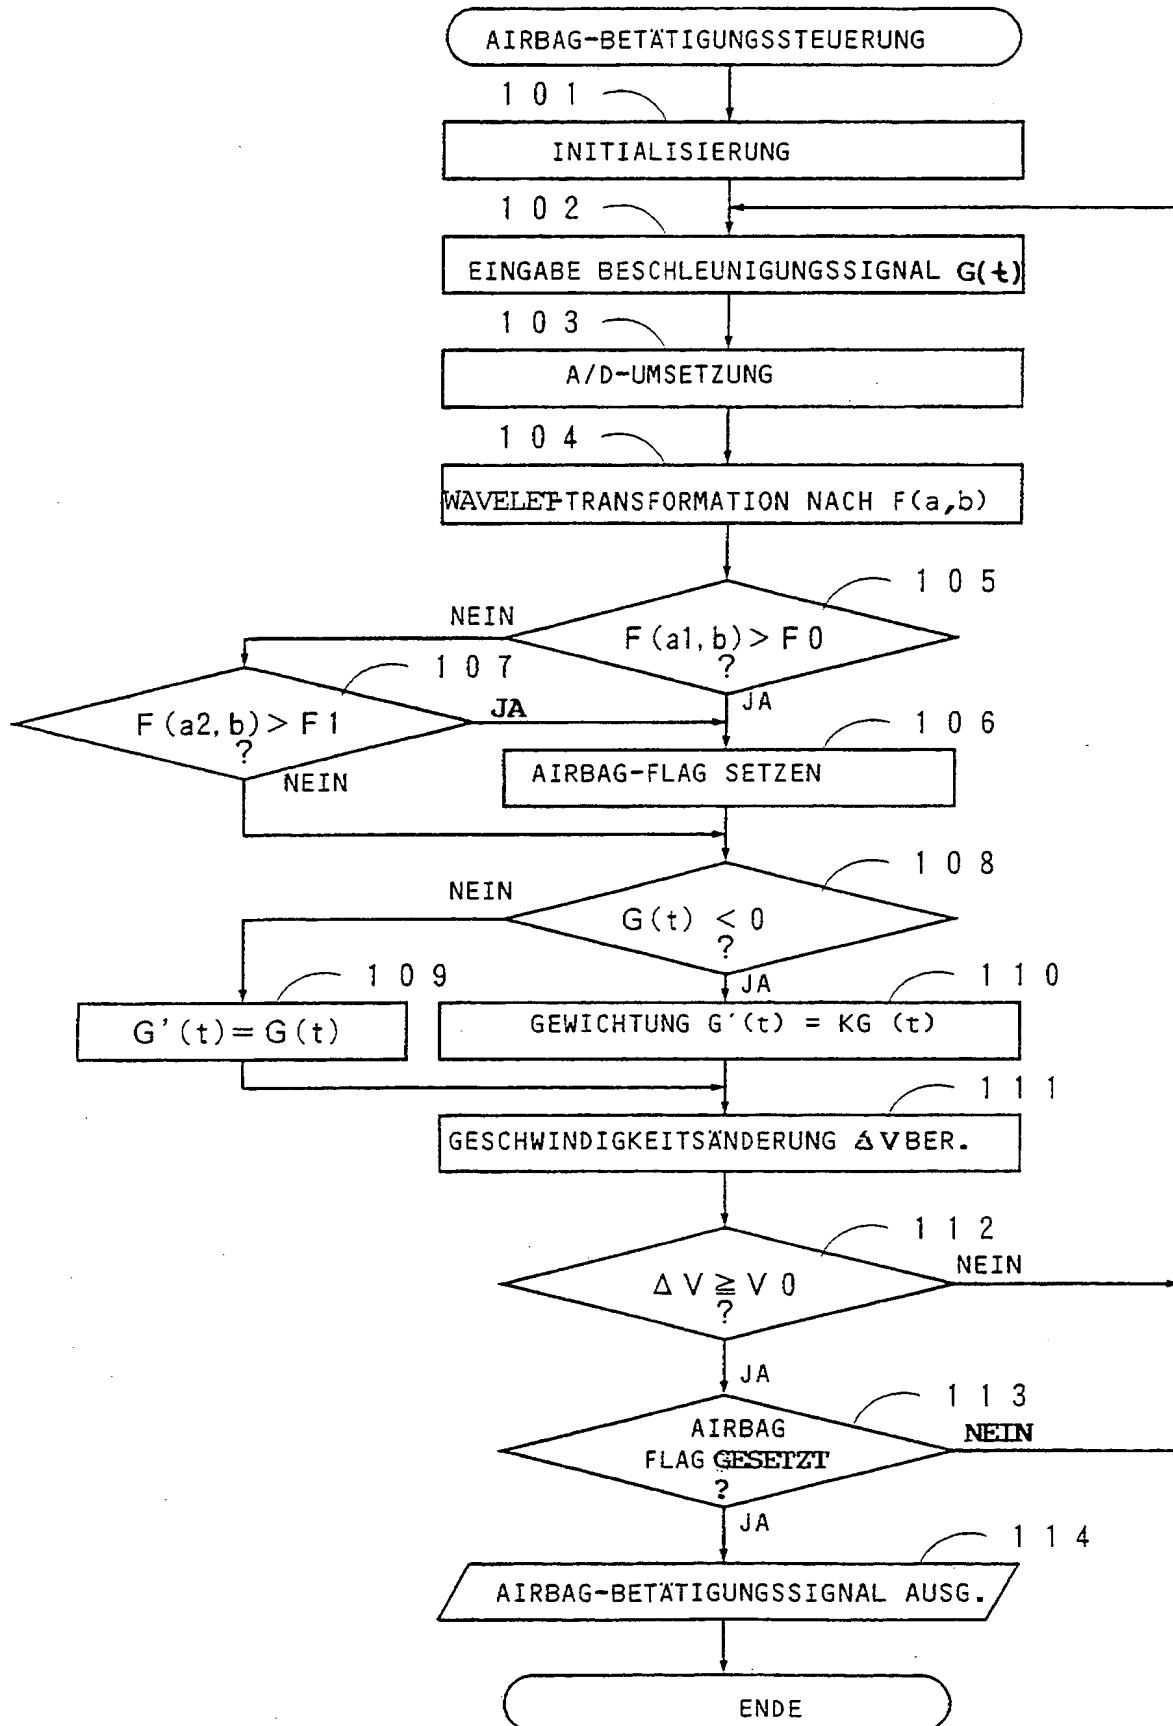 AIRBAG-BETÄTIGUNGSSTEUERUNG
101
INITIALISIERUNG
102
EINGABE BESCHLEUNIGUNGSSIGNAL G(t)
103
A/D-UMSETZUNG
104
WAVELET-TRANSFORMATION NACH F(a,b)
105
NEIN
F(a1,b)>F0
?
JA
107
F(a2,b)>F1
?
JA
NEIN
106
AIRBAG-FLAG SETZEN
108
NEIN
G(t) <0
?
JA
109
G'(t)=G(t)
110
GEWICHTUNG G'(t) = KG (t)
111
GESCHWINDIGKEITSÄNDERUNG ΔV BER.
112
NEIN
ΔV≧V0
?
JA
113
NEIN
AIRBAG
FLAG GESETZT
?
JA
114
AIRBAG-BETÄTIGUNGSSIGNAL AUSG.
ENDE